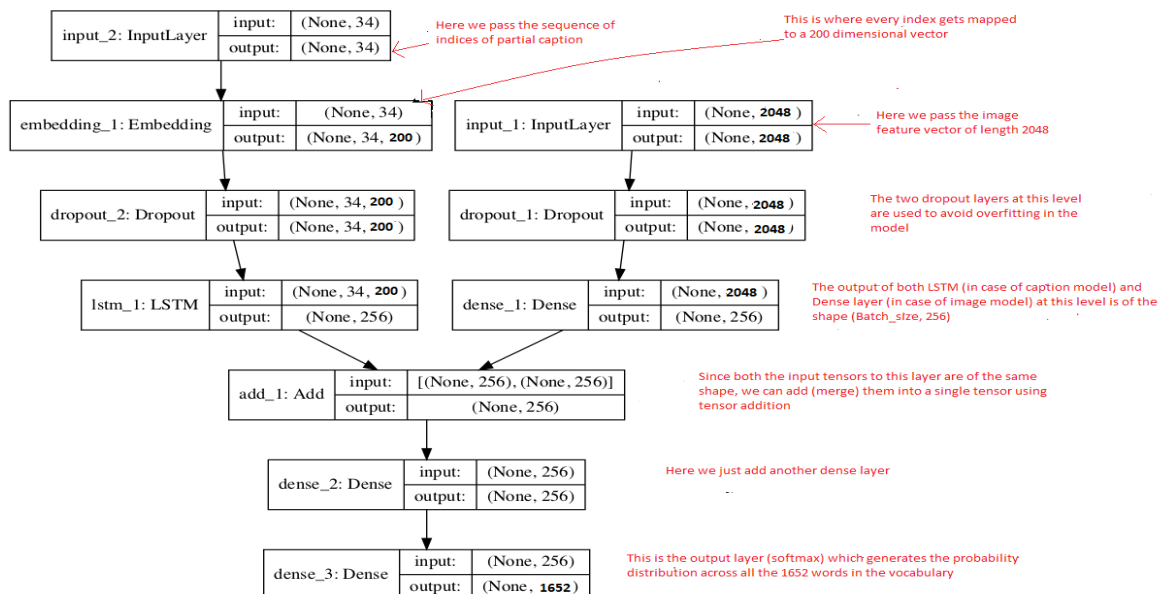 input_2: InputLayer
input: (None, 34)
output: (None, 34)
Here we pass the sequence of
indices of partial caption
This is where every index gets mapped
to a 200 dimensional vector
embedding_1: Embedding
input: (None, 34)
output: (None, 34, 200)
input_1: InputLayer
input: (None, 2048)
output: (None, 2048)
Here we pass the image
feature vector of length 2048
dropout_2: Dropout
input: (None, 34, 200)
output: (None, 34, 200)
dropout_1: Dropout
input: (None, 2048)
output: (None, 2048)
The two dropout layers at this level
are used to avoid overfitting in the
model
lstm_1: LSTM
input: (None, 34, 200)
output: (None, 256)
dense_1: Dense
input: (None, 2048)
output: (None, 256)
The output of both LSTM (in case of caption model) and
Dense layer (in case of image model) at this level is of the
shape (Batch_size, 256)
add_1: Add
input: [(None, 256), (None, 256)]
output: (None, 256)
Since both the input tensors to this layer are of the same
shape, we can add (merge) them into a single tensor using
tensor addition
dense_2: Dense
input: (None, 256)
output: (None, 256)
Here we just add another dense layer
dense_3: Dense
input: (None, 256)
output: (None, 1652)
This is the output layer (softmax) which generates the probability
distribution across all the 1652 words in the vocabulary